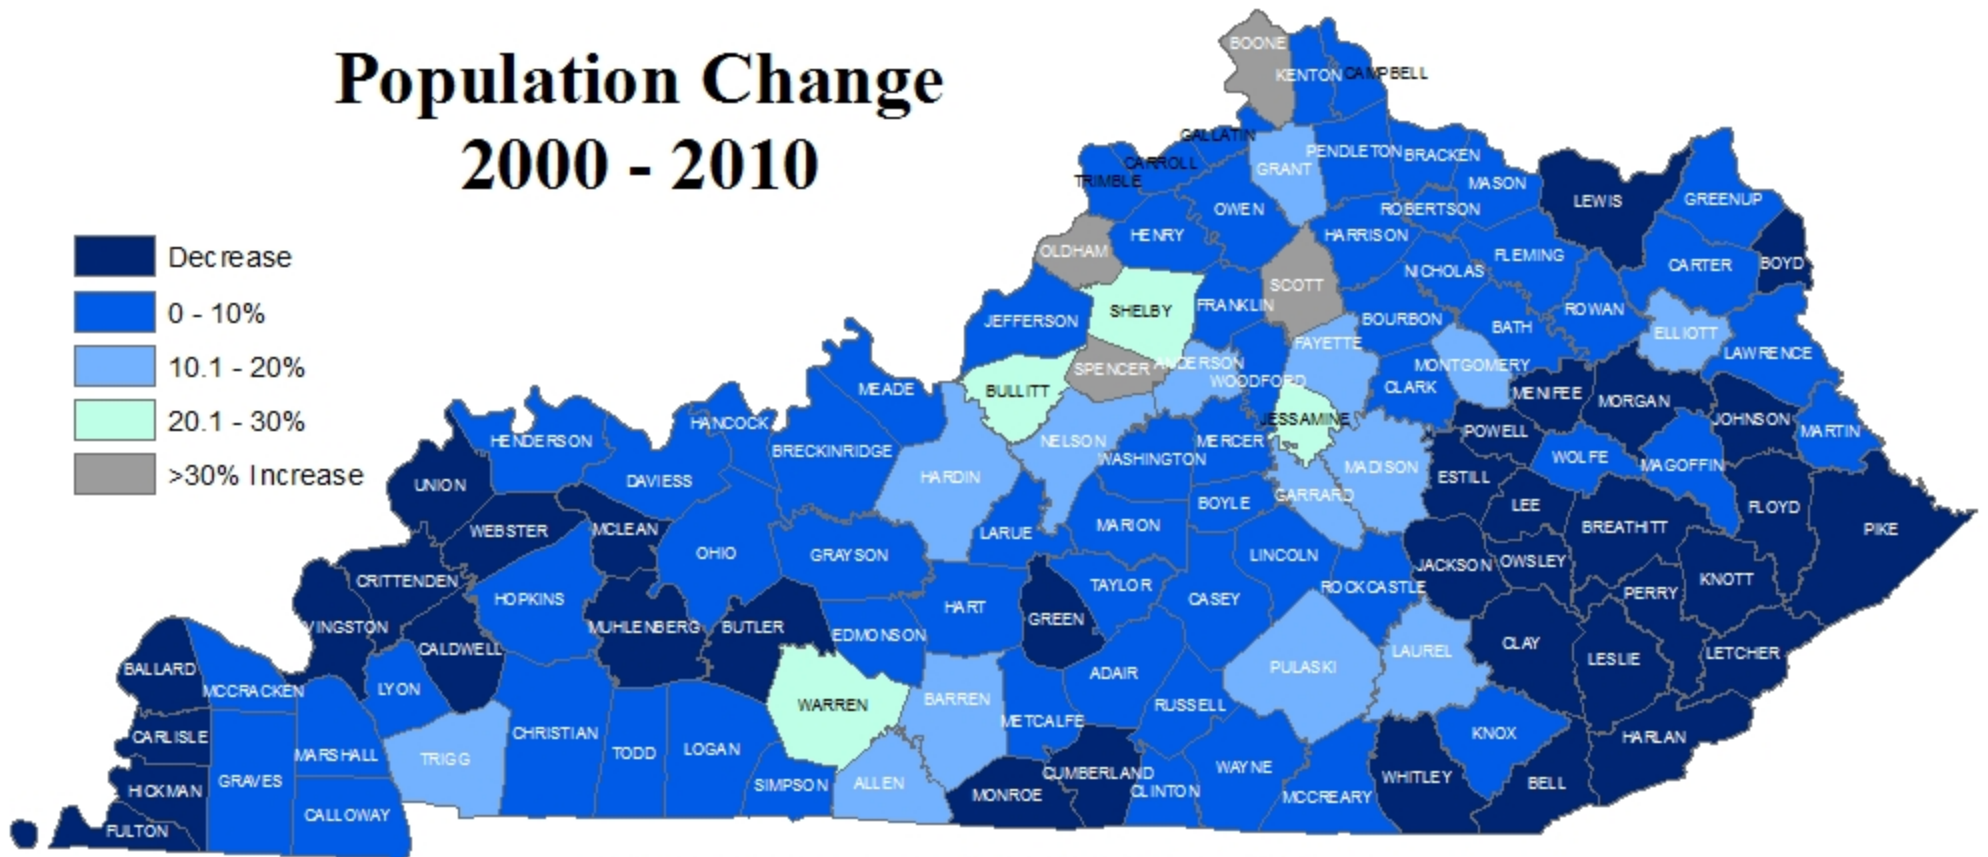 Population Change
2000 - 2010
Decrease
0 - 10%
10.1 - 20%
20.1 - 30%
>30% Increase
BOONE
KENTON
CAMPBELL
GALLATIN
CARROLL
TRIMBLE
GRANT
PENDLETON
BRACKEN
MASON
LEWIS
GREENUP
OWEN
ROBERTSON
HENRY
HARRISON
OLDHAM
FLEMING
CARTER
BOYD
NICHOLAS
SCOTT
SHELBY
FRANKLIN
JEFFERSON
BOURBON
BATH
ROWAN
ELLIOTT
FAYETTE
LAWRENCE
SPENCER
ANDERSON
WOODFORD
MONTGOMERY
CLARK
MEADE
BULLITT
MENIFEE
MORGAN
JOHNSON
JESSAMINE
HANCOCK
HENDERSON
NELSON
MERCER
POWELL
MARTIN
BRECKINRIDGE
WASHINGTON
WOLFE
MAGOFFIN
MADISON
HARDIN
UNION
DAVIESS
ESTILL
GARRARD
BOYLE
LEE
FLOYD
WEBSTER
MCLEAN
LARUE
MARION
BREATHITT
PIKE
OHIO
GRAYSON
LINCOLN
JACKSON
OWSLEY
CRITTENDEN
TAYLOR
ROCKCASTLE
KNOTT
PERRY
HOPKINS
HART
CASEY
VINGSTON
MUHLENBERG
BUTLER
EDMONSON
GREEN
CALDWELL
CLAY
LAUREL
LESLIE
LETCHER
BALLARD
PULASKI
ADAIR
MCCRACKEN
LYON
BARREN
WARREN
RUSSELL
METCALFE
CARLISLE
CHRISTIAN
KNOX
HARLAN
MARSHALL
TRIGG
TODD
LOGAN
WAYNE
CUMBERLAND
WHITLEY
BELL
GRAVES
HICKMAN
SIMPSON
ALLEN
MONROE
CLINTON
MCCREARY
CALLOWAY
FULTON